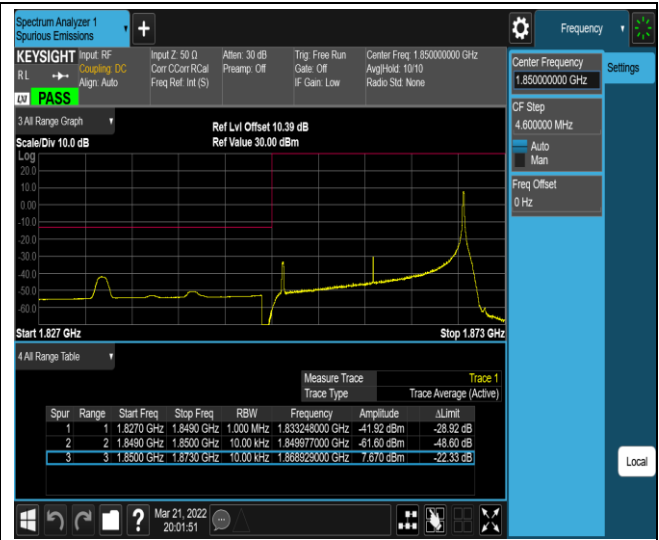 Spectrum Analyzer 1
Spurious Emissions
Frequency
KEYSIGHT
RL
Input: RF
Coupling: DC
Align: Auto
Input Z: 50 Ω
Corr CCorr RCal
Freq Ref: Int (S)
Atten: 30 dB
Preamp: Off
Trig: Free Run
Gate: Off
IF Gain: Low
Center Freq: 1.850000000 GHz
Avg|Hold: 10/10
Radio Std: None
PASS
Center Frequency
1.850000000 GHz
Settings
CF Step
4.600000 MHz
Auto
Man
Freq Offset
0 Hz
3 All Range Graph
Scale/Div 10.0 dB
Ref Lvl Offset 10.39 dB
Ref Value 30.00 dBm
Log
20.0
10.0
0.00
-10.0
-20.0
-30.0
-40.0
-50.0
-60.0
Start 1.827 GHz
Stop 1.873 GHz
4 All Range Table
Measure Trace Trace 1
Trace Type Trace Average (Active)
Spur Range Start Freq Stop Freq RBW Frequency Amplitude ΔLimit
1 1 1.8270 GHz 1.8490 GHz 1.000 MHz 1.833248000 GHz -41.92 dBm -28.92 dB
2 2 1.8490 GHz 1.8500 GHz 10.00 kHz 1.849977000 GHz -61.60 dBm -48.60 dB
3 3 1.8500 GHz 1.8730 GHz 10.00 kHz 1.868929000 GHz 7.670 dBm -22.33 dB
Local
?
Mar 21, 2022
20:01:51